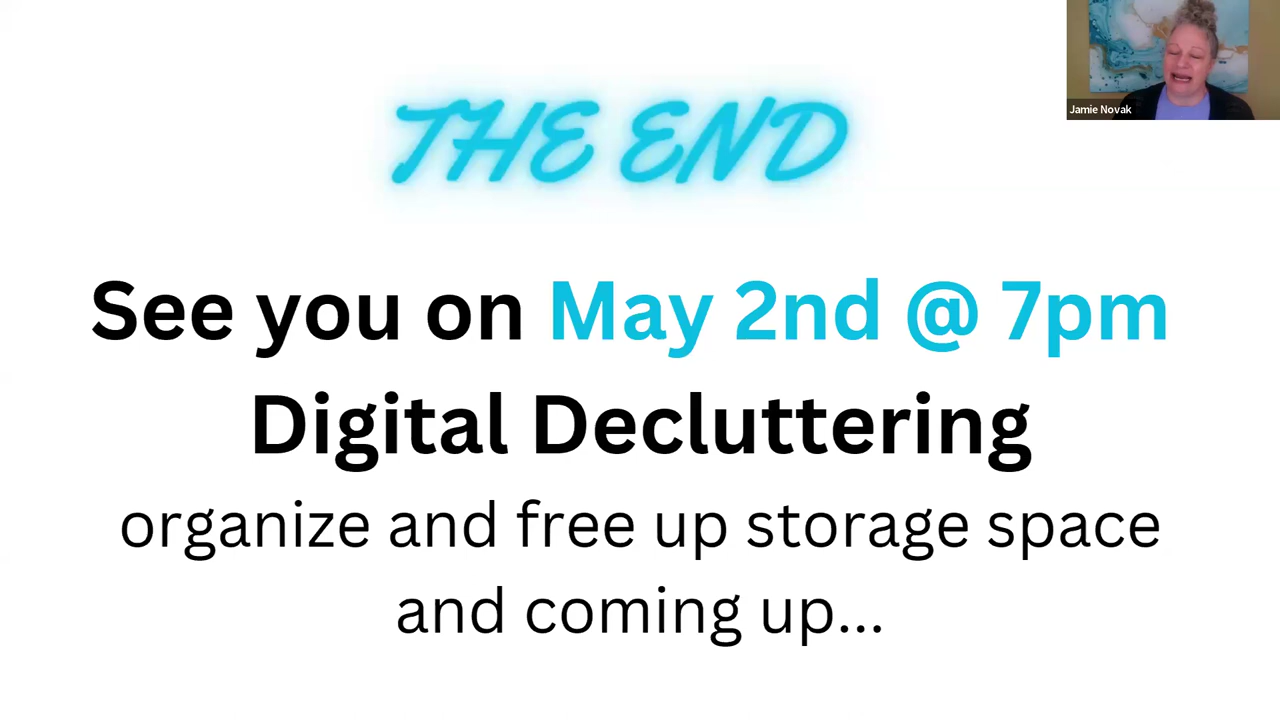 Jamie Novak
THE END
See you on May 2nd @ 7pm
Digital Decluttering
organize and free up storage space
and coming up...